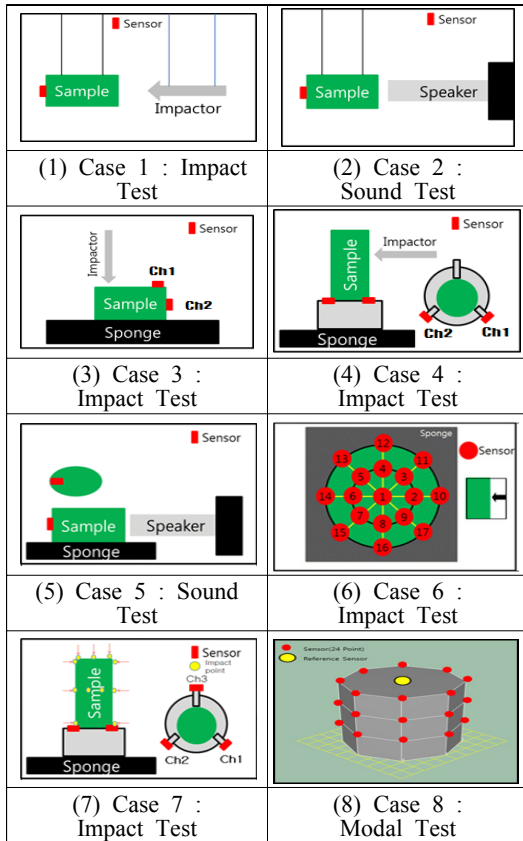 Sensor
Sample
Impactor
(1) Case 1 : Impact
Test
Sensor
Sample
Speaker
(2) Case 2 :
Sound Test
Sensor
Impactor
Ch1
Sample
Ch2
Sponge
(3) Case 3 :
Impact Test
Sensor
Sample
Impactor
Ch2
Ch1
Sponge
(4) Case 4 :
Impact Test
Sensor
Sample
Speaker
Sponge
(5) Case 5 : Sound
Test
Sponge
Sensor
12
13
11
4
5
3
14
6
1
2
10
7
9
8
15
17
16
(6) Case 6 :
Impact Test
Sensor
Impact
point
Ch3
Sample
Ch2
Ch1
Sponge
(7) Case 7 :
Impact Test
Sensor(24 Point)
Reference Sensor
(8) Case 8 :
Modal Test